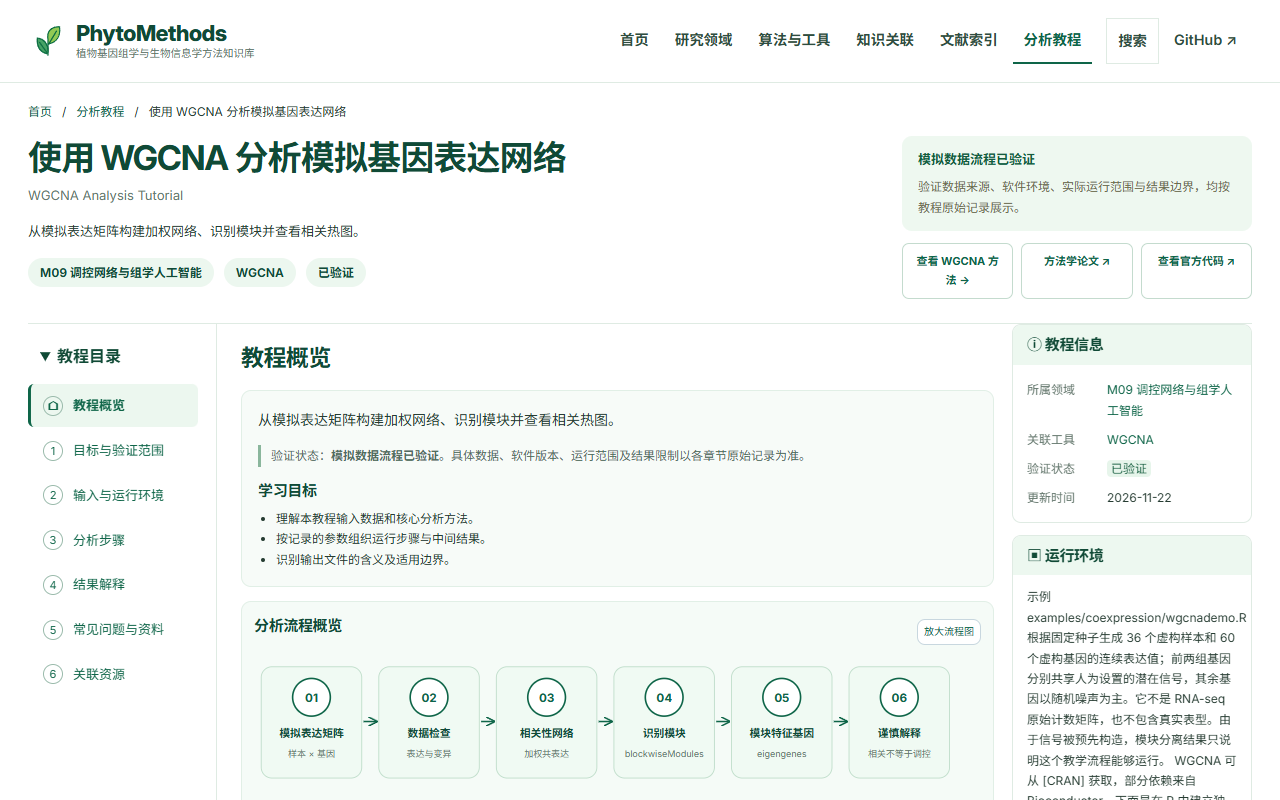 PhytoMethods
植物基因组学与生物信息学方法知识库
首页
研究领域
算法与工具
知识关联
文献索引
分析教程
搜索
GitHub ↗
首页 / 分析教程 / 使用 WGCNA 分析模拟基因表达网络
使用 WGCNA 分析模拟基因表达网络
WGCNA Analysis Tutorial
从模拟表达矩阵构建加权网络、识别模块并查看相关热图。
M09 调控网络与组学人工智能
WGCNA
已验证
模拟数据流程已验证
验证数据来源、软件环境、实际运行范围与结果边界，均按
教程原始记录展示。
查看 WGCNA 方
法 →
方法学论文 ↗
查看官方代码 ↗
▼ 教程目录
教程概览
1 目标与验证范围
2 输入与运行环境
3 分析步骤
4 结果解释
5 常见问题与资料
6 关联资源
教程概览
从模拟表达矩阵构建加权网络、识别模块并查看相关热图。
验证状态：模拟数据流程已验证。具体数据、软件版本、运行范围及结果限制以各章节原始记录为准。
学习目标
• 理解本教程输入数据和核心分析方法。
• 按记录的参数组织运行步骤与中间结果。
• 识别输出文件的含义及适用边界。
分析流程概览
放大流程图
01
模拟表达矩阵
样本 × 基因
→
02
数据检查
表达与变异
→
03
相关性网络
加权共表达
→
04
识别模块
blockwiseModules
→
05
模块特征基因
eigengenes
→
06
谨慎解释
相关不等于调控
ⓘ 教程信息
所属领域 M09 调控网络与组学人
工智能
关联工具 WGCNA
验证状态 已验证
更新时间 2026-11-22
▣ 运行环境
示例
examples/coexpression/wgcnademo.R
根据固定种子生成 36 个虚构样本和 60
个虚构基因的连续表达值；前两组基因
分别共享人为设置的潜在信号，其余基
因以随机噪声为主。它不是 RNA-seq
原始计数矩阵，也不包含真实表型。由
于信号被预先构造，模块分离结果只说
明这个教学流程能够运行。 WGCNA 可
从 [CRAN] 获取，部分依赖来自
Bioconductor。下面是在 R 中建立独